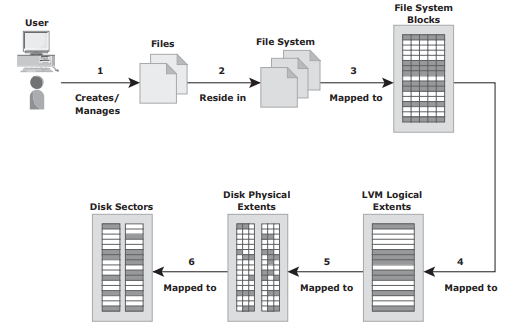 User
Files
File System
File System
Blocks
1
2
3
Creates/
Manages
Reside in
Mapped to
Disk Sectors
Disk Physical
Extents
LVM Logical
Extents
6
5
4
Mapped to
Mapped to
Mapped to